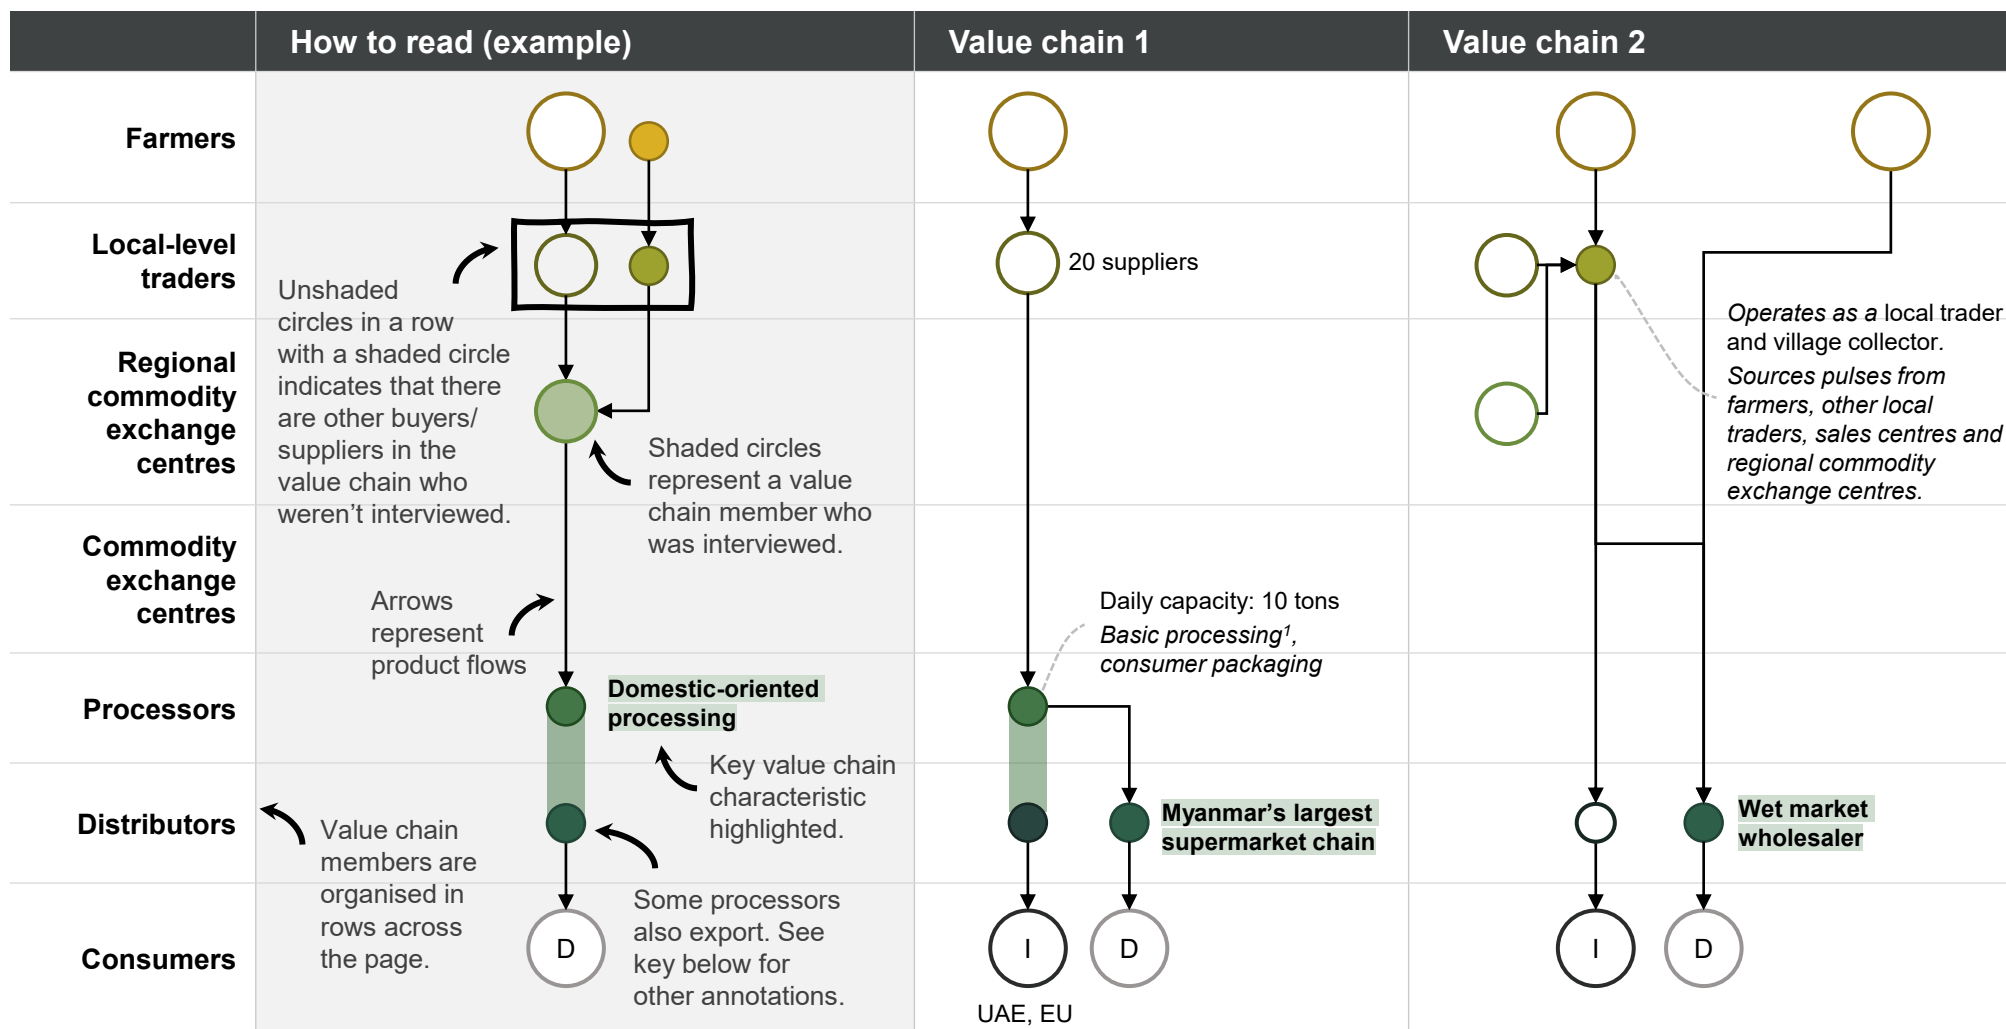 How to read (example)
Value chain 1
Value chain 2
Farmers
Local-level
traders
Regional
commodity
exchange
centres
Commodity
exchange
centres
Processors
Distributors
Consumers
Unshaded
circles in a row
with a shaded circle
indicates that there
are other buyers/
suppliers in the
value chain who
weren’t interviewed.
Shaded circles
represent a value
chain member who
was interviewed.
Arrows
represent
product flows
Domestic-oriented
processing
Key value chain
characteristic
highlighted.
Value chain
members are
organised in
rows across
the page.
Some processors
also export. See
key below for
other annotations.
D
20 suppliers
Daily capacity: 10 tons
Basic processing¹,
consumer packaging
Myanmar’s largest
supermarket chain
I
D
UAE, EU
Operates as a local trader
and village collector.
Sources pulses from
farmers, other local
traders, sales centres and
regional commodity
exchange centres.
Wet market
wholesaler
I
D